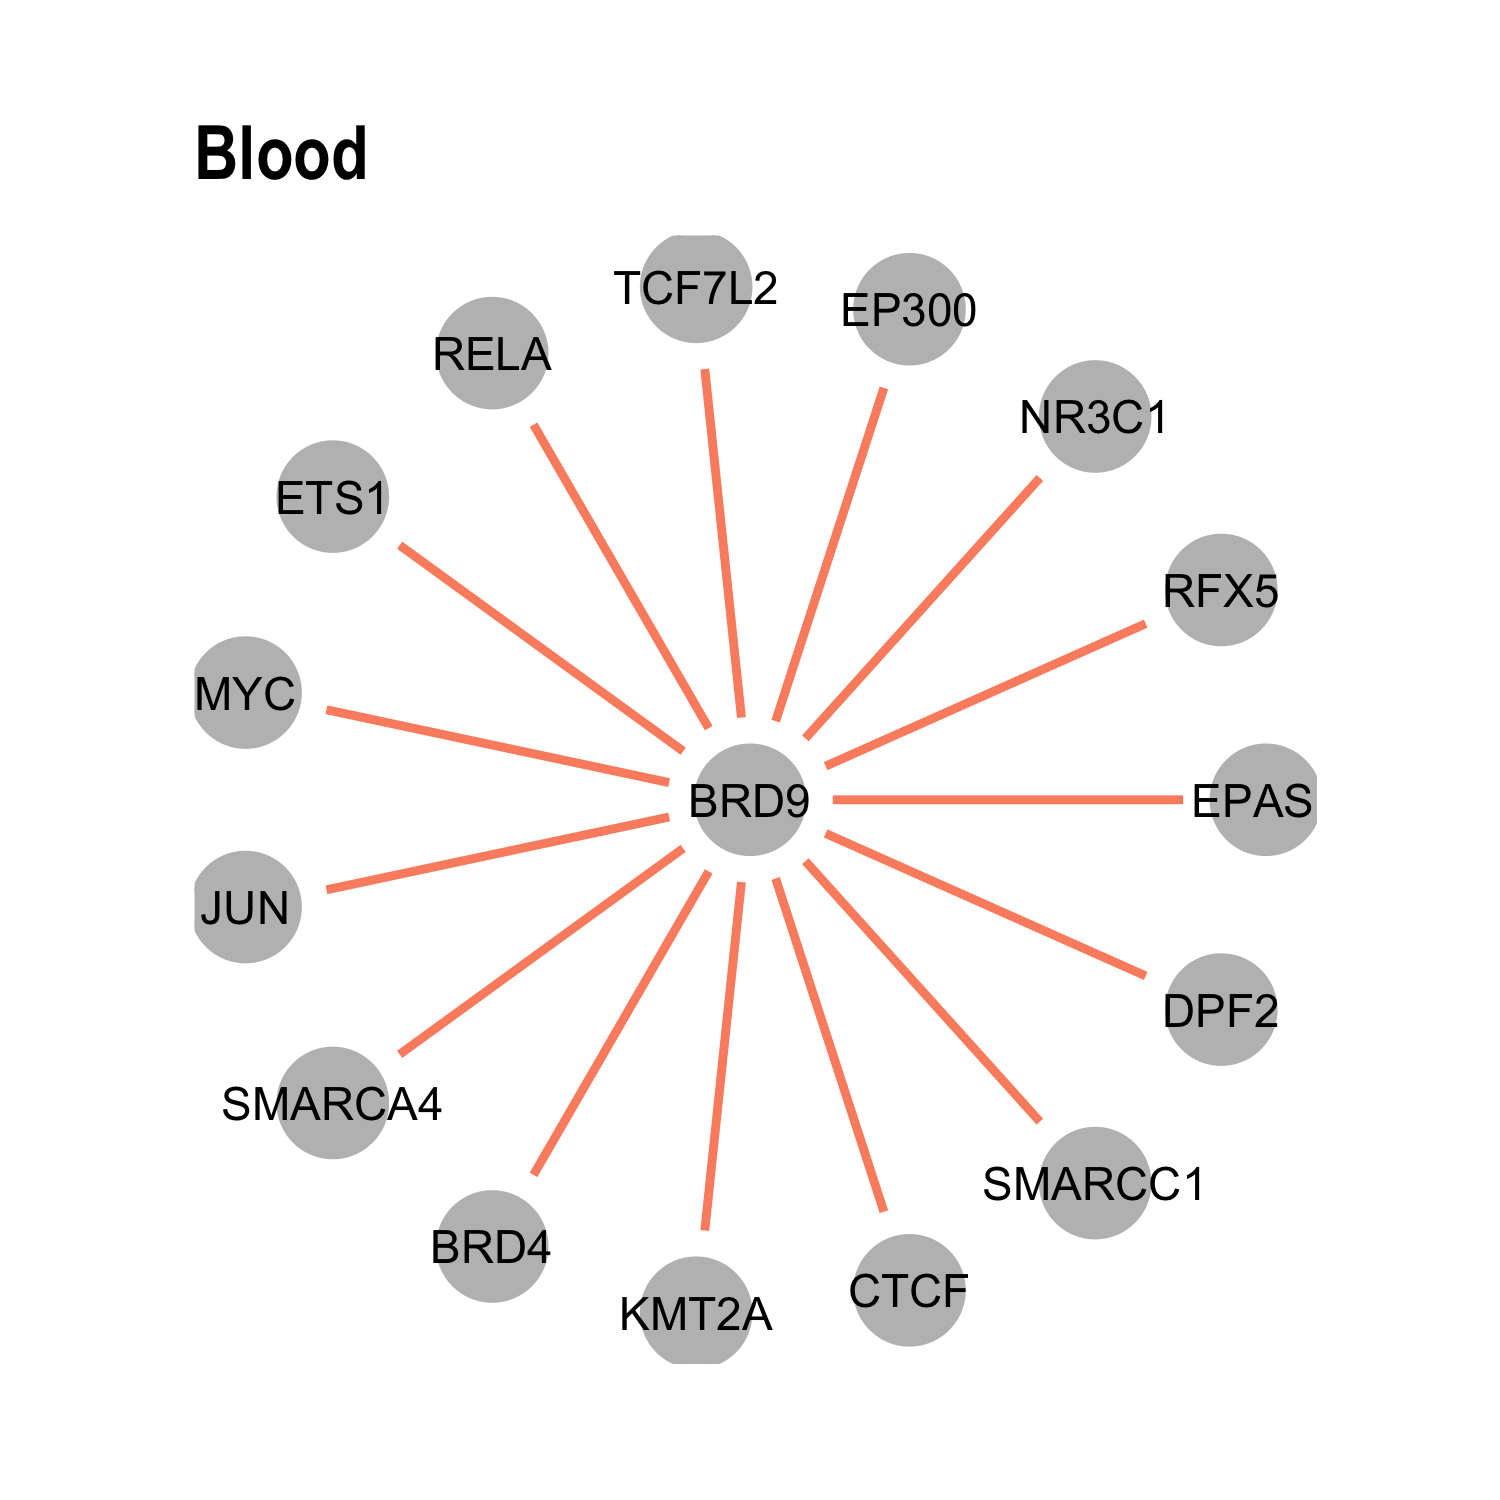 Blood
TCF7L2
EP300
RELA
NR3C1
ETS1
RFX5
MYC
BRD9
EPAS
JUN
DPF2
SMARCA4
SMARCC1
BRD4
CTCF
KMT2A